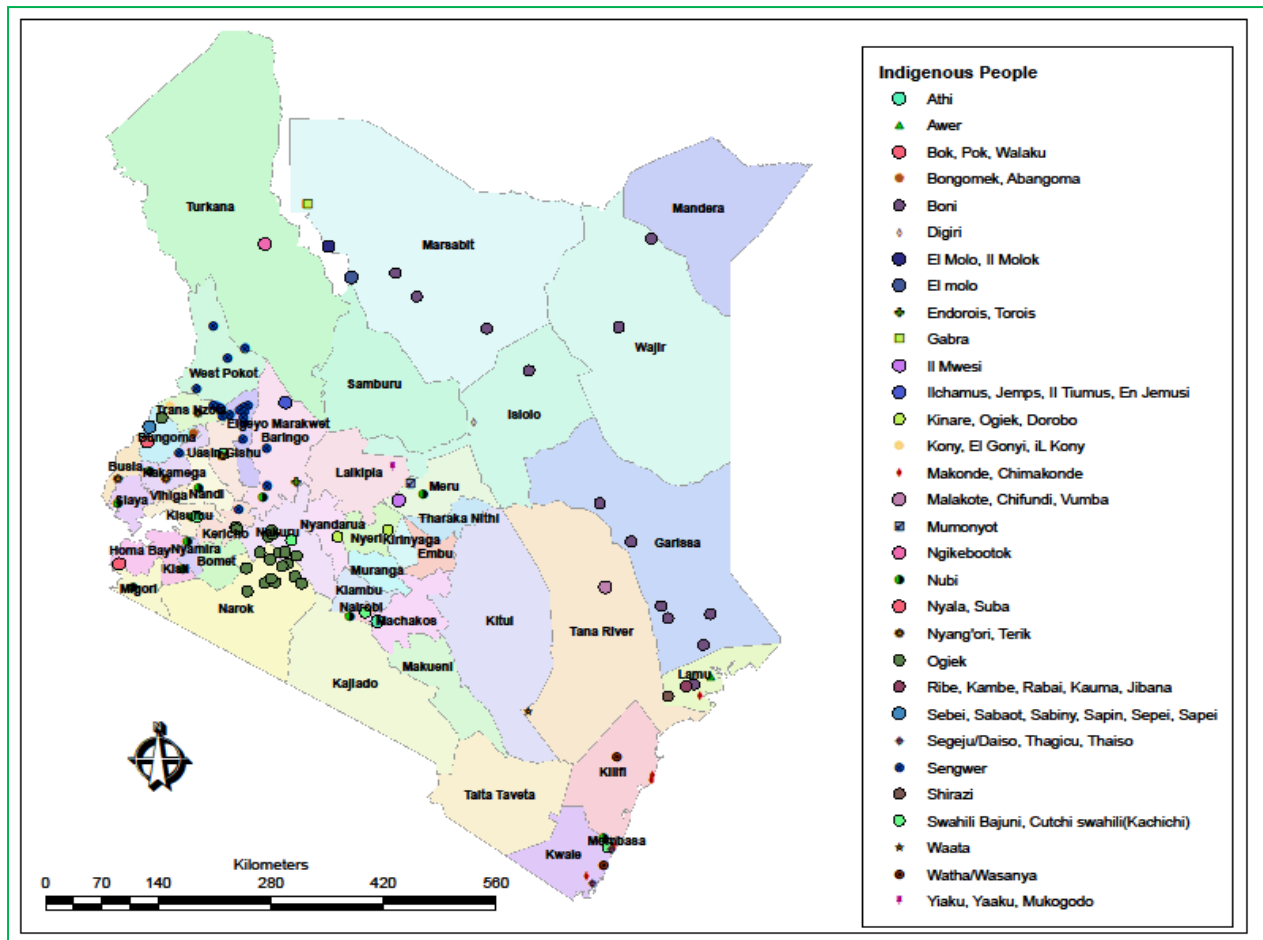 Indigenous People
Athi
Awer
Bok, Pok, Walaku
Bongomek, Abangoma
Boni
Digiri
El Molo, Il Molok
El molo
Endorois, Torois
Gabra
Il Mwesi
Ilchamus, Jemps, Il Tiumus, En Jemusi
Kinare, Ogiek, Dorobo
Kony, El Gonyi, iL Kony
Makonde, Chimakonde
Malakote, Chifundi, Vumba
Mumonyot
Ngikebootok
Nubi
Nyala, Suba
Nyang'ori, Terik
Ogiek
Ribe, Kambe, Rabai, Kauma, Jibana
Sebei, Sabaot, Sabiny, Sapin, Sepei, Sapei
Segeju/Daiso, Thagicu, Thaiso
Sengwer
Shirazi
Swahili Bajuni, Cutchi swahili(Kachichi)
Waata
Watha/Wasanya
Yiaku, Yaaku, Mukogodo
Turkana
Marsabit
Mandera
Wajir
West Pokot
Samburu
Isiolo
Trans Nzoia
Elgeyo Marakwet
Bungoma
Baringo
Uasin Gishu
Busia
Kakamega
Laikipia
Meru
Siaya
Vihiga
Nandi
Kisumu
Tharaka Nithi
Nyandarua
Kericho
Nakuru
Nyeri
Kirinyaga
Garissa
Homa Bay
Nyamira
Embu
Kisii
Bomet
Muranga
Migori
Kiambu
Narok
Nairobi
Machakos
Kitui
Tana River
Makueni
Lamu
Kajiado
Kilifi
Taita Taveta
Mombasa
Kwale
N
Kilometers
0 70 140 280 420 560